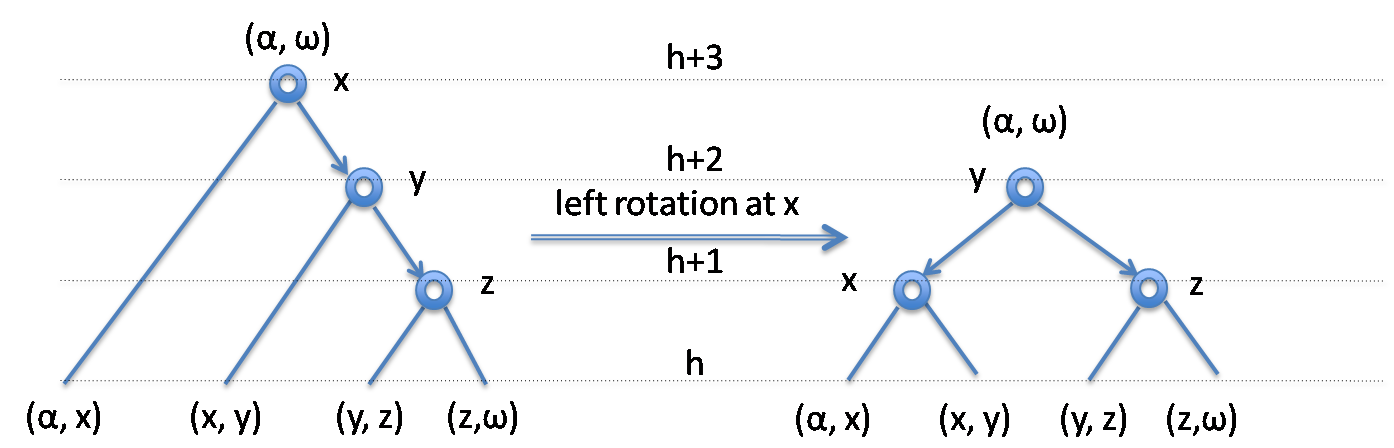 (α, ω)
x
h+3
(α, ω)
h+2
y
y
left rotation at x
h+1
z
x
z
h
(α, x) (x, y) (y, z) (z,ω)
(α, x) (x, y) (y, z) (z,ω)